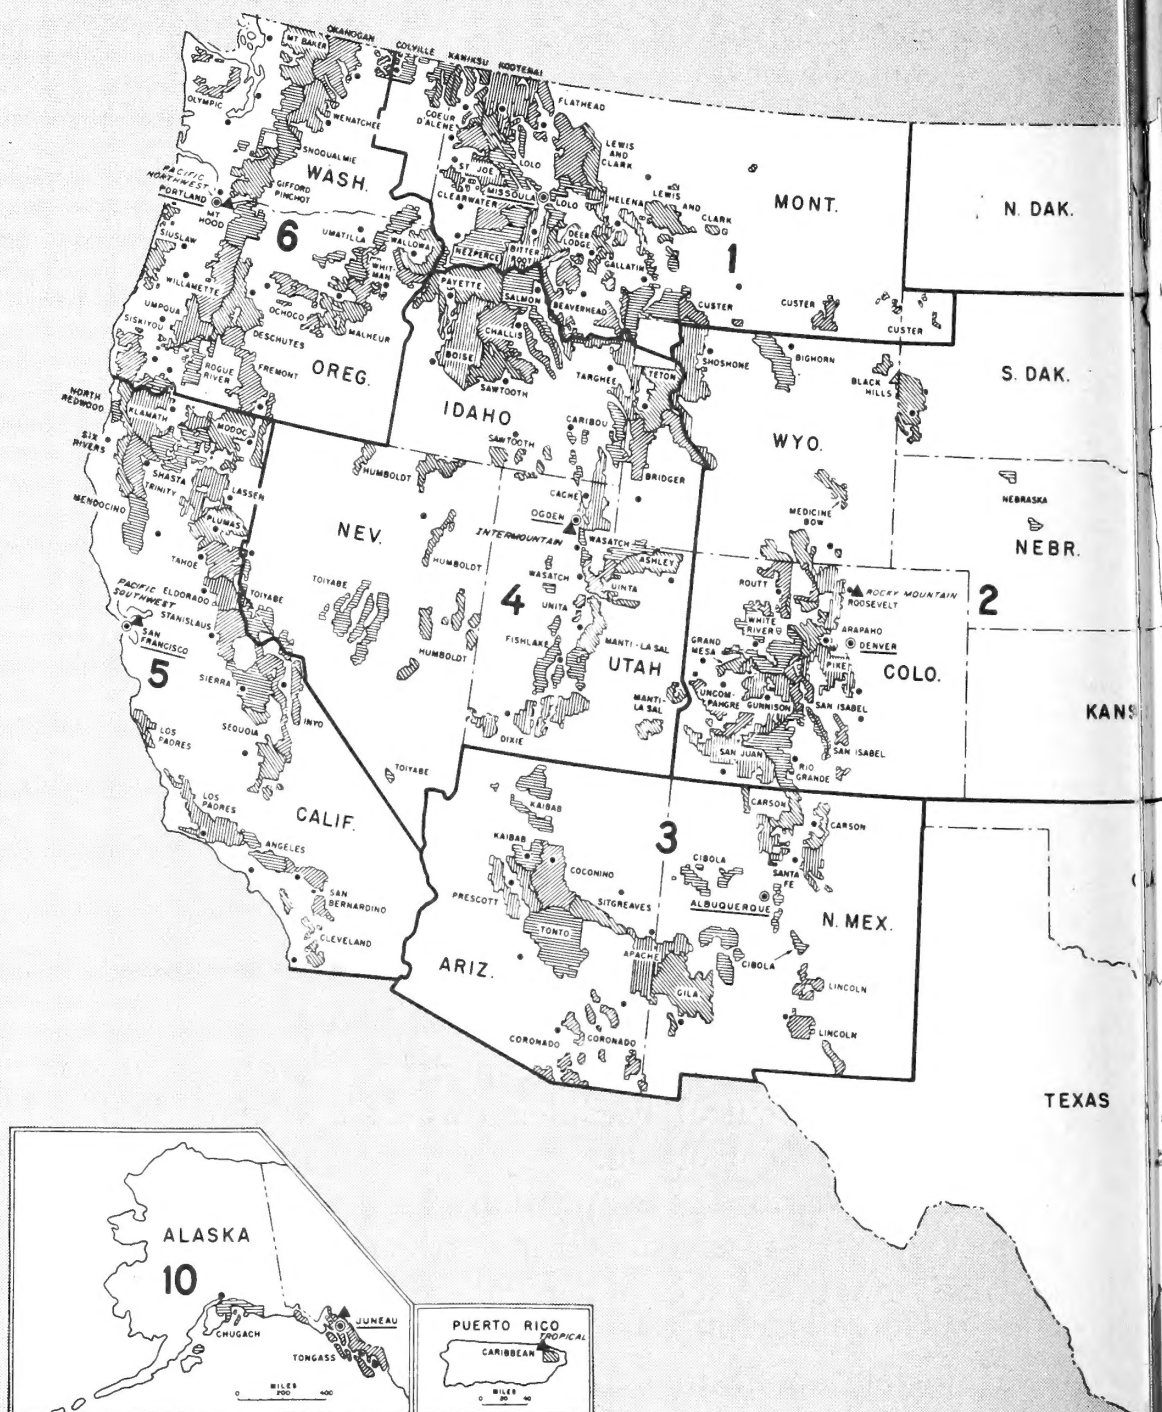 OKANOGAN
MT BAKER
COLVILLE
KANIKSU
KOOTENAI
FLATHEAD
OLYMPIC
WENATCHEE
COEUR
D'ALENE
LEWIS
AND
CLARK
SNOQUALMIE
WASH.
ST JOE
LOLO
PACIFIC
NORTHWEST
PORTLAND
GIFFORD
PINCHOT
MISSOULA
CLEARWATER
LOLO
HELENA
LEWIS
AND
CLARK
MONT.
N. DAK.
MT
HOOD
6
UMATILLA
WALLOWA
NEZPERCE
BITTER
ROOT
DEER
LODGE
GALLATIN
1
SIUSLAW
WHIT-
MAN
WILLAMETTE
PAYETTE
SALMON
BEAVERHEAD
CUSTER
CUSTER
CUSTER
UMPQUA
OCHOCO
MALHEUR
SISKIYOU
DESCHUTES
CHALLIS
BOISE
SHOSHONE
BIGHORN
ROGUE
RIVER
FREMONT
OREG.
SAWTOOTH
TARGHEE
TETON
BLACK
HILLS
S. DAK.
NORTH
REDWOOD
KLAMATH
MODOC
IDAHO
CARIBOU
SAWTOOTH
WYO.
SIX
RIVERS
SHASTA
TRINITY
LASSEN
HUMBOLDT
BRIDGER
MENDOCINO
PLUMAS
NEV.
CACHE
OGDEN
INTERMOUNTAIN
WASATCH
MEDICINE
BOW
NEBRASKA
NEBR.
TAHOE
HUMBOLDT
ASHLEY
WASATCH
UINTA
PACIFIC
SOUTHWEST
ELDORADO
TOIYABE
TOIYABE
4
UNITA
ROUTT
ROCKY MOUNTAIN
ROOSEVELT
2
STANISLAUS
SAN
FRANCISCO
FISHLAKE
MANTI-LA SAL
WHITE
RIVER
ARAPAHO
DENVER
GRAND
MESA
5
HUMBOLDT
UTAH
PIKE
COLO.
SIERRA
MANTI-
LA SAL
UNCOM-
PAHGRE
GUNNISON
SAN ISABEL
KANS
INYO
SEQUOIA
LOS
PADRES
DIXIE
SAN JUAN
SAN ISABEL
RIO
GRANDE
TOIYABE
LOS
PADRES
CALIF.
KAIBAB
CARSON
CARSON
3
ANGELES
KAIBAB
COCONINO
CIBOLA
SANTA
FE
SAN
BERNARDINO
PRESCOTT
SITGREAVES
ALBUQUERQUE
N. MEX.
CLEVELAND
TONTO
APACHE
CIBOLA
ARIZ.
GILA
LINCOLN
CORONADO
CORONADO
LINCOLN
TEXAS
ALASKA
10
CHUGACH
JUNEAU
TONGASS
MILES
0 200 400
PUERTO RICO
TROPICAL
CARIBBEAN
MILES
0 20 40